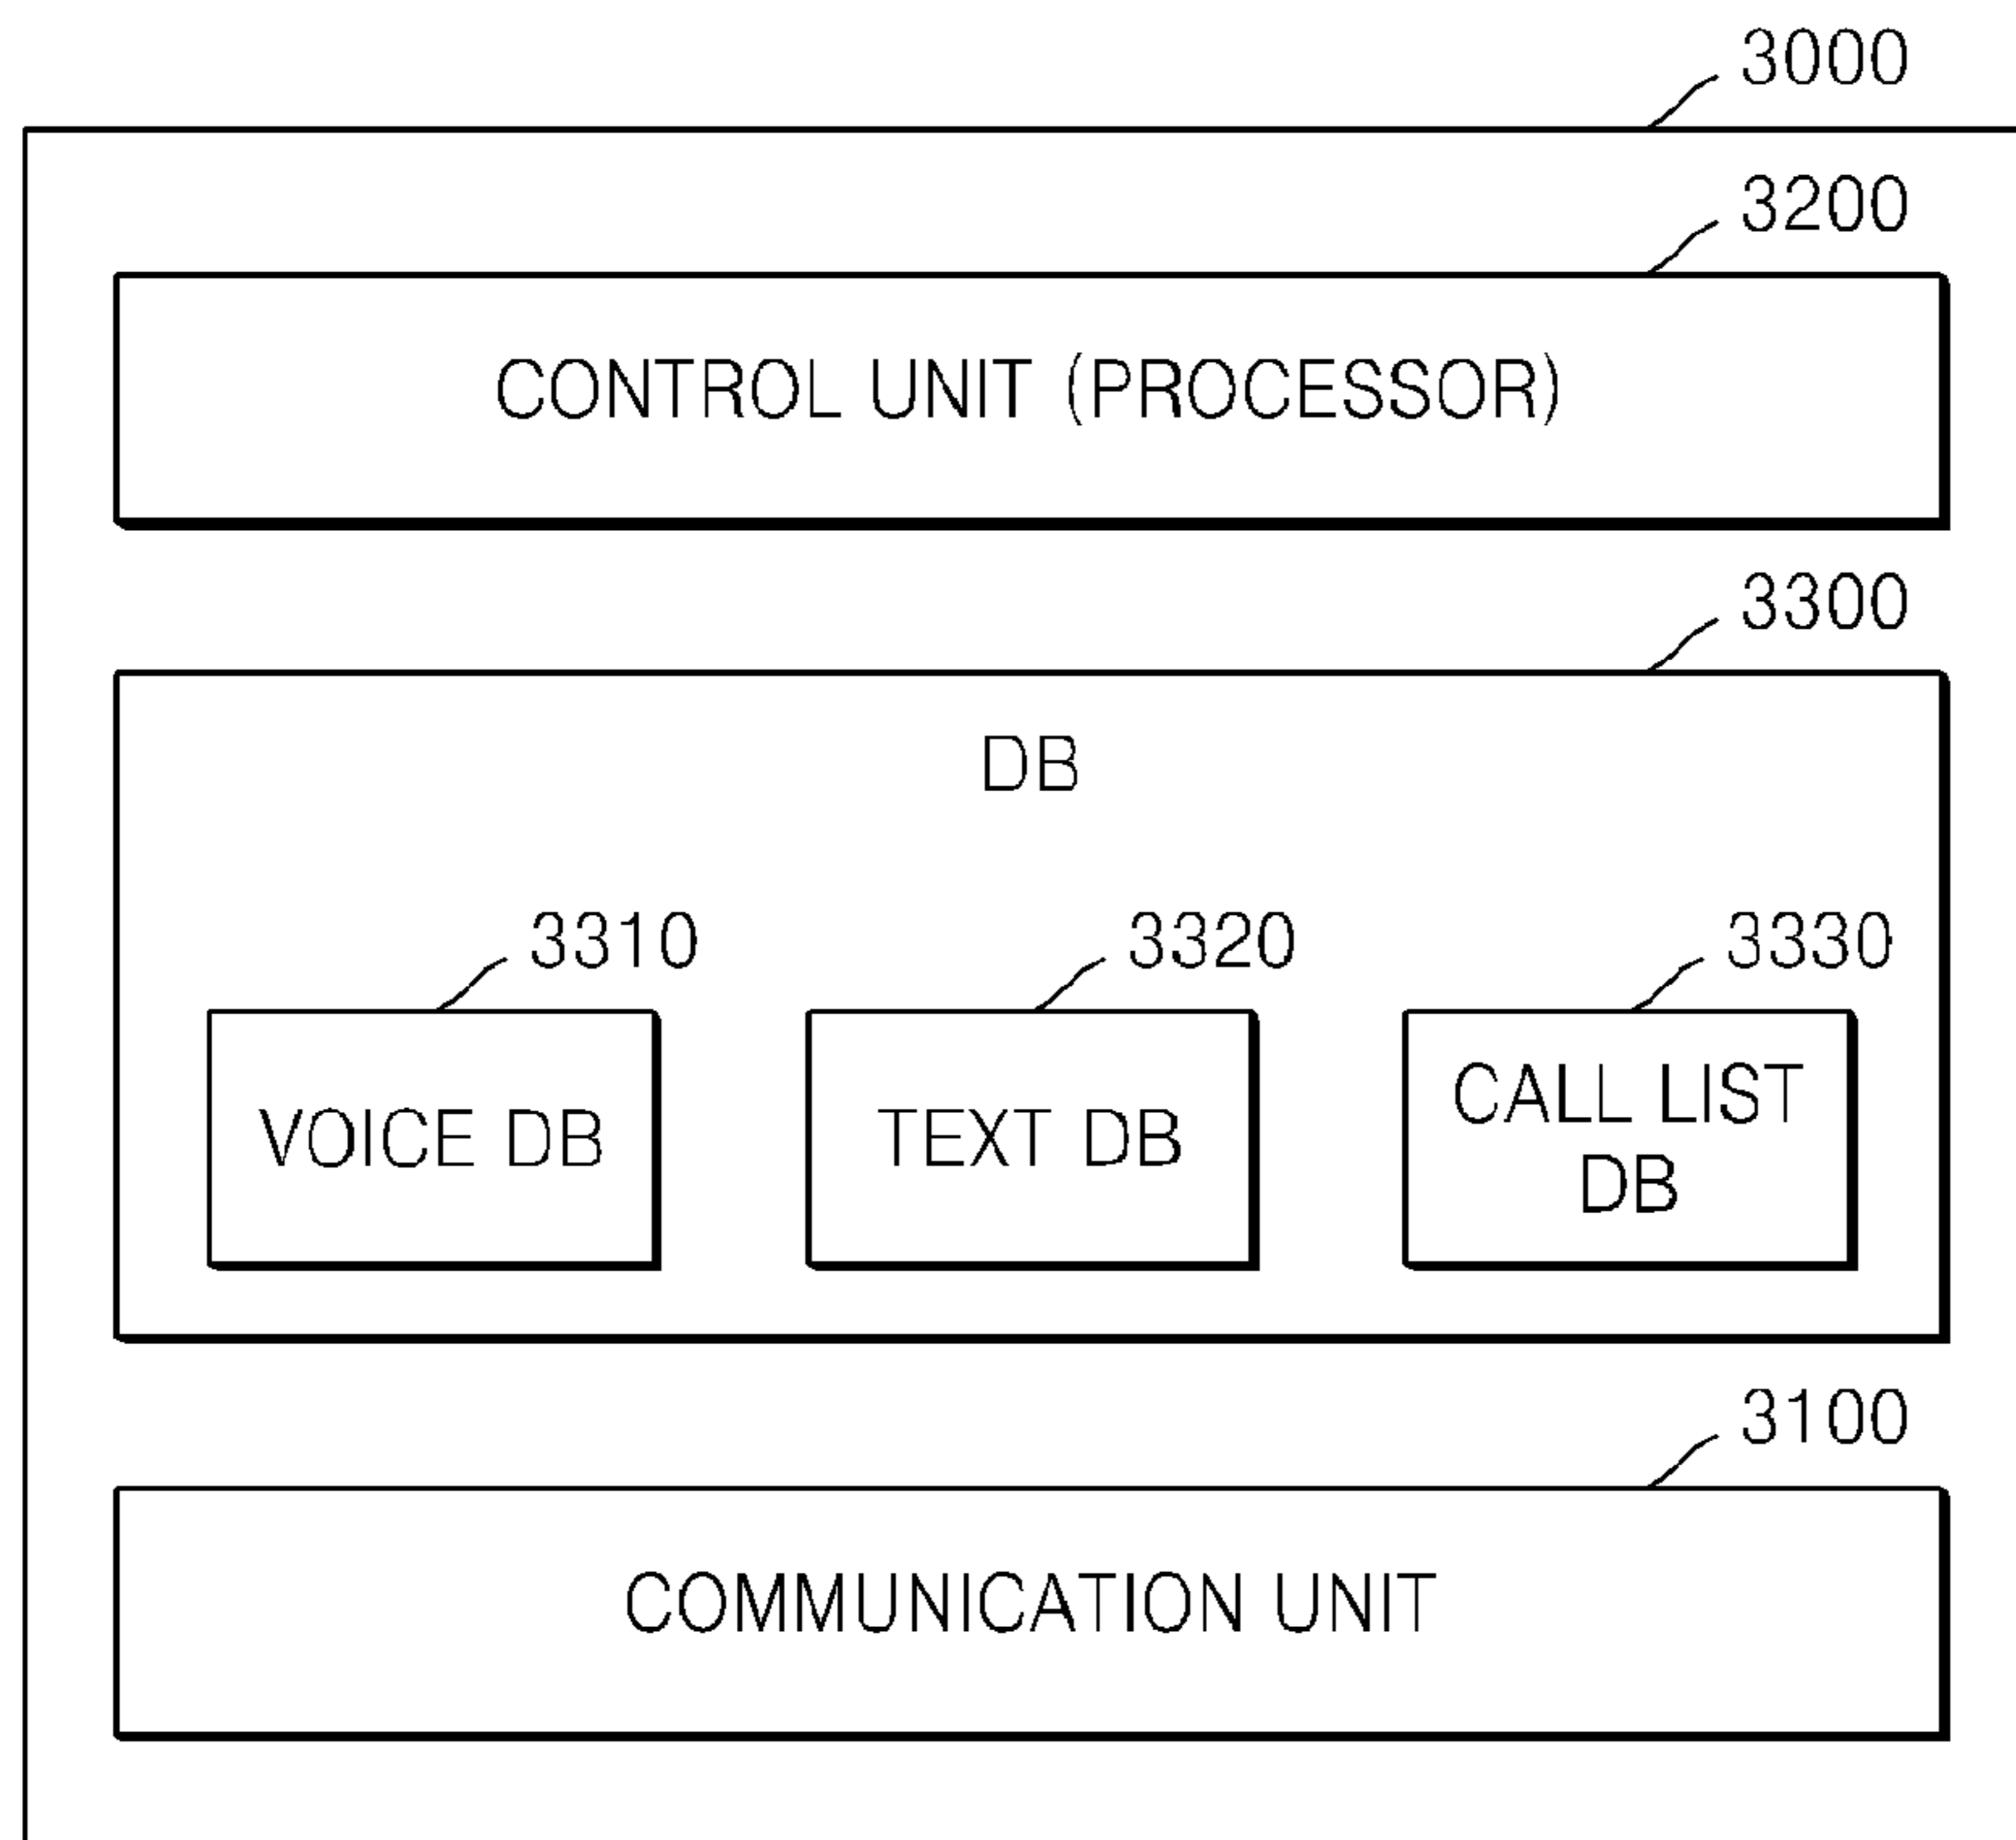 3000
3200
CONTROL UNIT (PROCESSOR)
3300
DB
3310
3320
3330
VOICE DB
TEXT DB
CALL LIST
DB
3100
COMMUNICATION UNIT